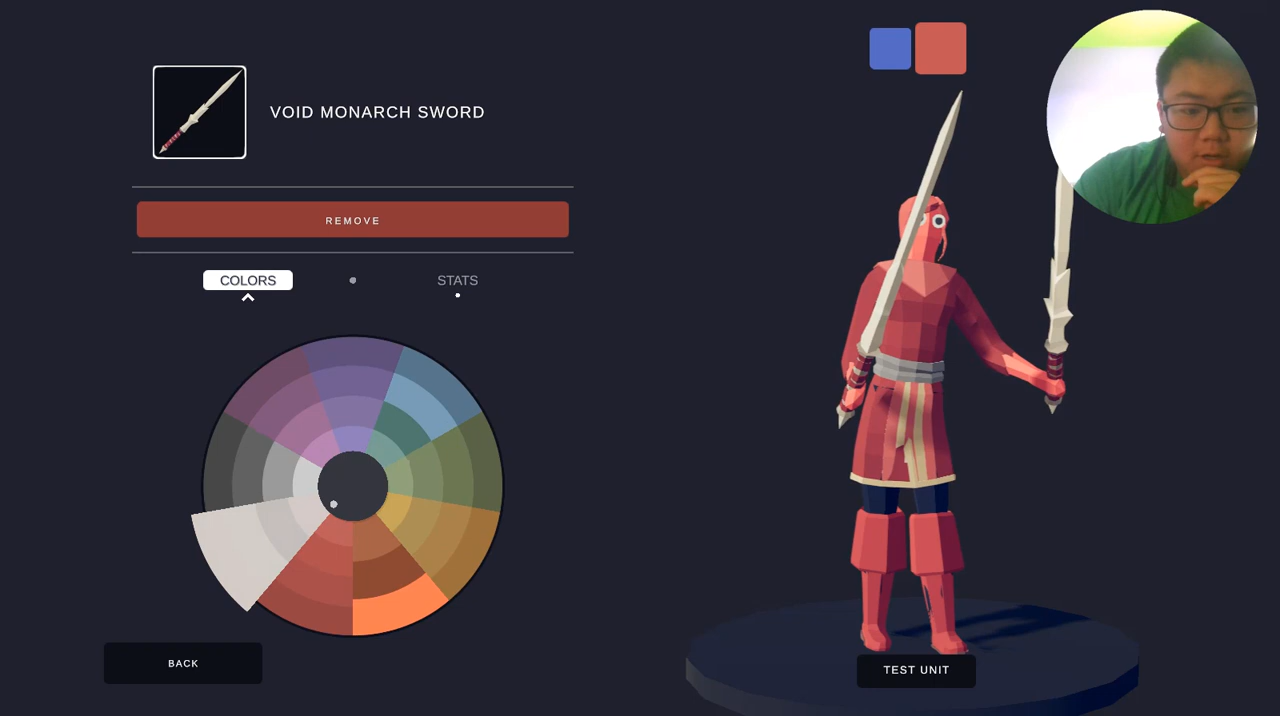 VOID MONARCH SWORD
REMOVE
COLORS
STATS
BACK
TEST UNIT